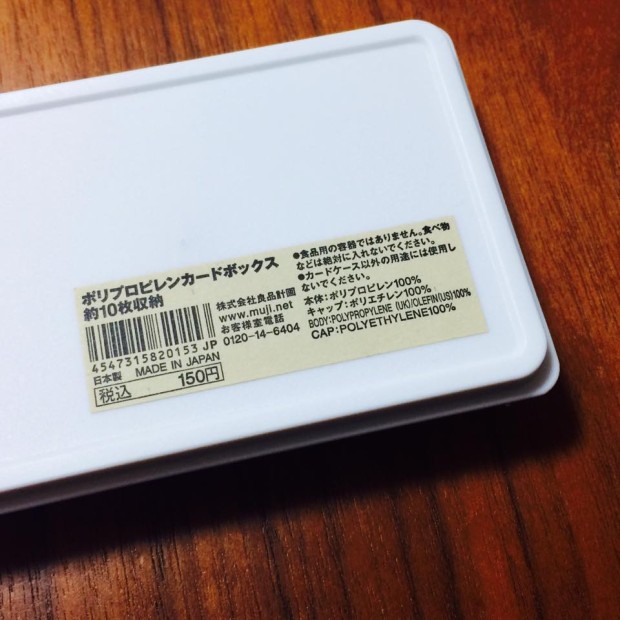 ポリプロピレンカードボックス
約10枚収納
4547315820153 JP
日本製 MADE IN JAPAN
税込 150円
株式会社良品計画
www.muji.net
お客様室電話
0120-14-6404
●食品用の容器ではありません。食べ物
などは絶対に入れないでください。
●カードケース以外の用途には使用し
ないでください。
本体:ポリプロピレン100%
キャップ:ポリエチレン100%
BODY:POLYPROPYLENE (UK)/OLEFIN(US)100%
CAP:POLYETHYLENE100%